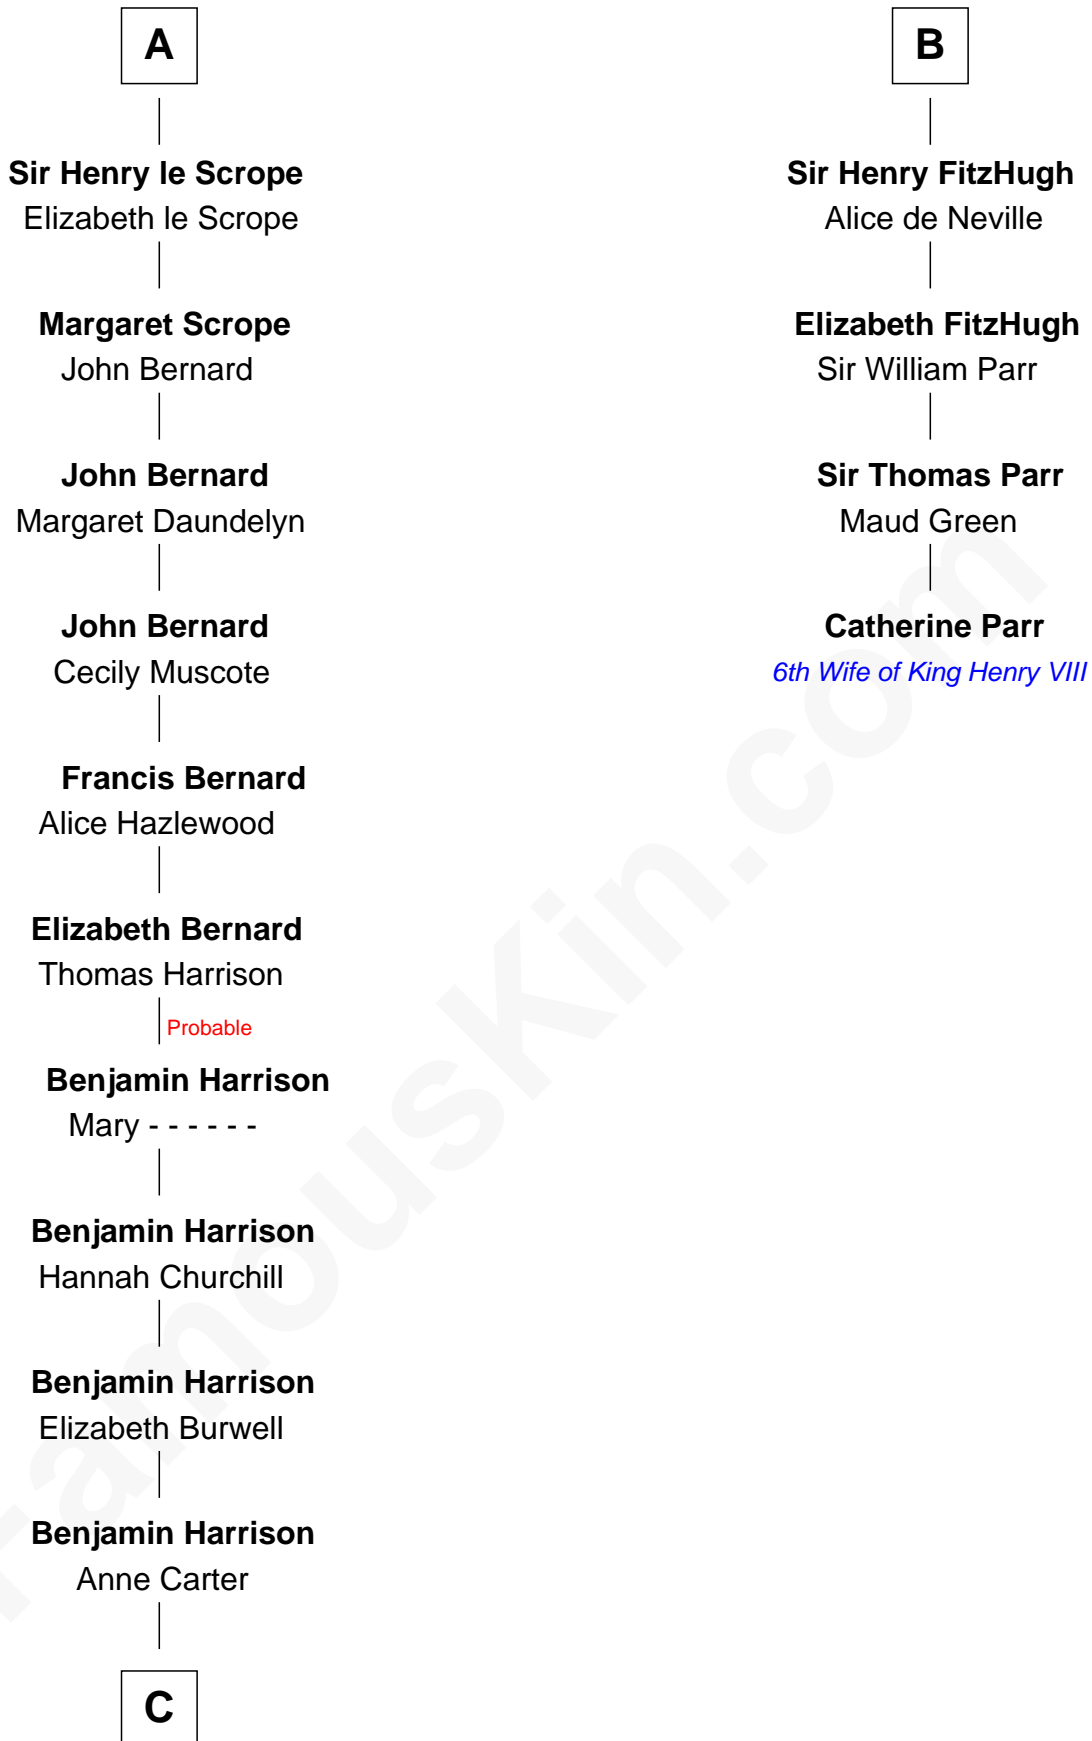 A
Sir Henry le Scrope
Elizabeth le Scrope
Margaret Scrope
John Bernard
John Bernard
Margaret Daundelyn
John Bernard
Cecily Muscote
Francis Bernard
Alice Hazlewood
Elizabeth Bernard
Thomas Harrison
Probable
Benjamin Harrison
Mary - - - - - -
Benjamin Harrison
Hannah Churchill
Benjamin Harrison
Elizabeth Burwell
Benjamin Harrison
Anne Carter
C
B
Sir Henry FitzHugh
Alice de Neville
Elizabeth FitzHugh
Sir William Parr
Sir Thomas Parr
Maud Green
Catherine Parr
6th Wife of King Henry VIII
FamousKin.com